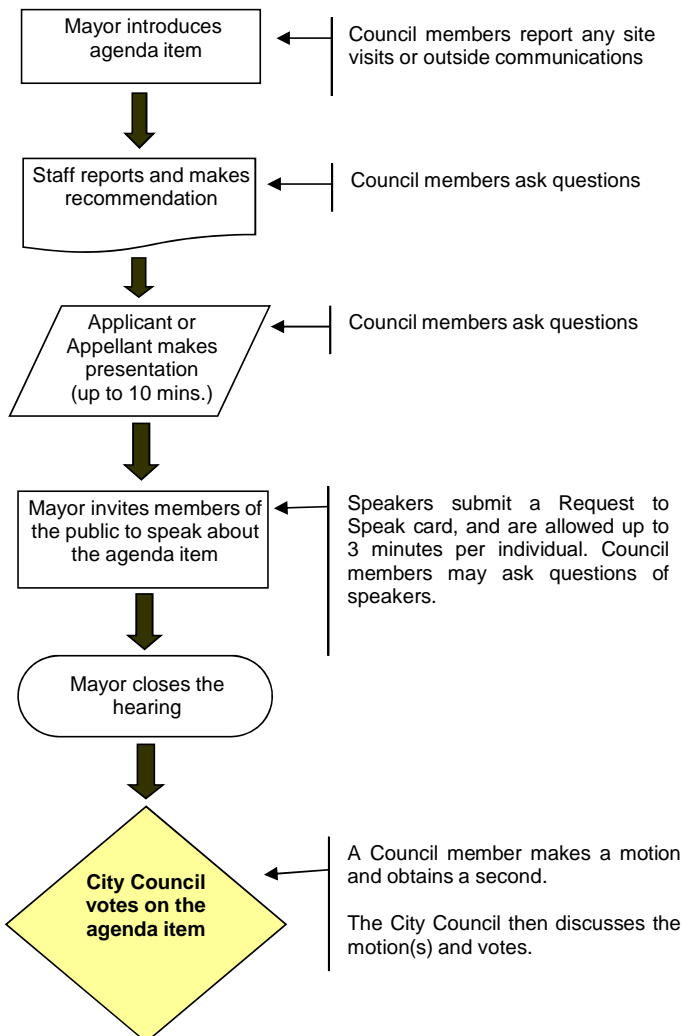 Mayor introduces
agenda item
Council members report any site
visits or outside communications
Staff reports and makes
recommendation
Council members ask questions
Applicant or
Appellant makes
presentation
(up to 10 mins.)
Council members ask questions
Mayor invites members of
the public to speak about
the agenda item
Speakers submit a Request to
Speak card, and are allowed up to
3 minutes per individual. Council
members may ask questions of
speakers.
Mayor closes the
hearing
City Council
votes on the
agenda item
A Council member makes a motion
and obtains a second.
The City Council then discusses the
motion(s) and votes.